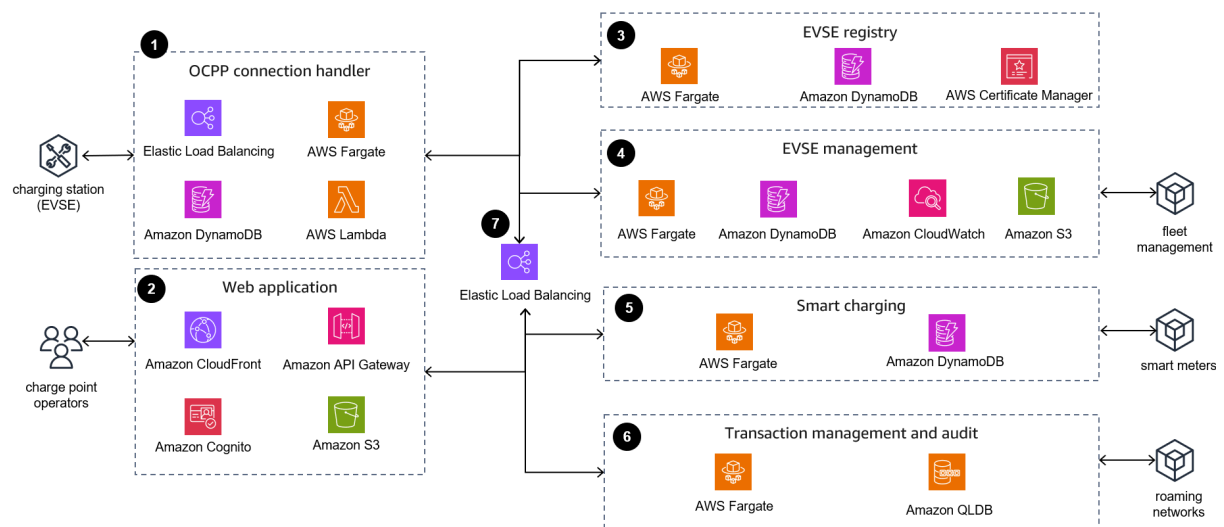 1
OCPP connection handler
Elastic Load Balancing
AWS Fargate
Amazon DynamoDB
AWS Lambda
charging station
(EVSE)
2
Web application
Amazon CloudFront
Amazon API Gateway
Amazon Cognito
Amazon S3
charge point
operators
7
Elastic Load Balancing
3
EVSE registry
AWS Fargate
Amazon DynamoDB
AWS Certificate Manager
4
EVSE management
AWS Fargate
Amazon DynamoDB
Amazon CloudWatch
Amazon S3
fleet
management
5
Smart charging
AWS Fargate
Amazon DynamoDB
smart meters
6
Transaction management and audit
AWS Fargate
Amazon QLDB
roaming
networks